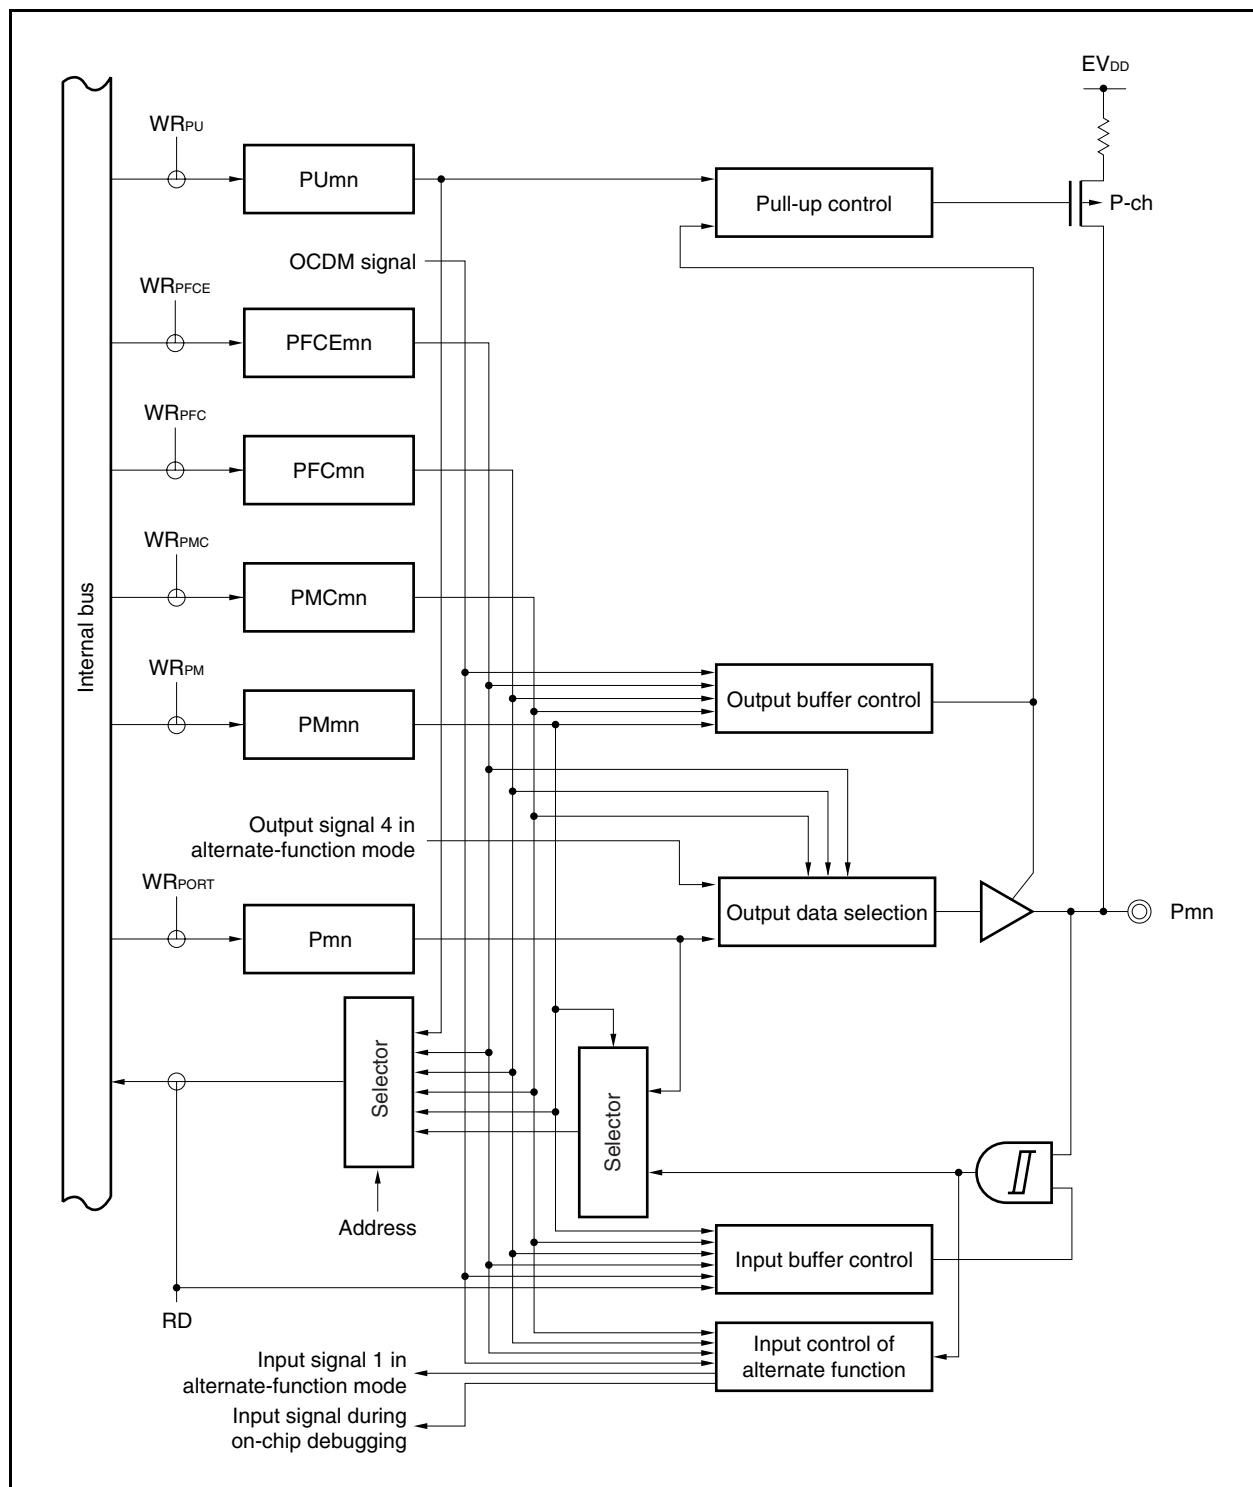 EVDD
WRPU
PUmn
Pull-up control
P-ch
OCDM signal
WRPFCE
PFCEmn
WRPFC
PFCmn
WRPMC
PMCmn
Internal bus
WRPM
PMmn
Output buffer control
Output signal 4 in
alternate-function mode
WRPORT
Pmn
Output data selection
Pmn
Selector
Selector
Address
Input buffer control
RD
Input control of
alternate function
Input signal 1 in
alternate-function mode
Input signal during
on-chip debugging